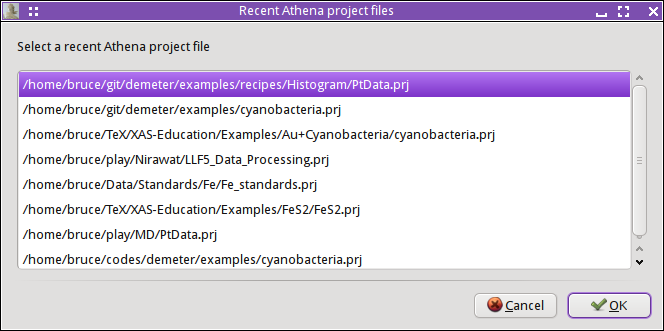 Recent Athena project files
Select a recent Athena project file
/home/bruce/git/demeter/examples/recipes/Histogram/PtData.prj
/home/bruce/git/demeter/examples/cyanobacteria.prj
/home/bruce/TeX/XAS-Education/Examples/Au+Cyanobacteria/cyanobacteria.prj
/home/bruce/play/Nirawat/LLF5_Data_Processing.prj
/home/bruce/Data/Standards/Fe/Fe_standards.prj
/home/bruce/TeX/XAS-Education/Examples/FeS2/FeS2.prj
/home/bruce/play/MD/PtData.prj
/home/bruce/codes/demeter/examples/cyanobacteria.prj
Cancel
OK